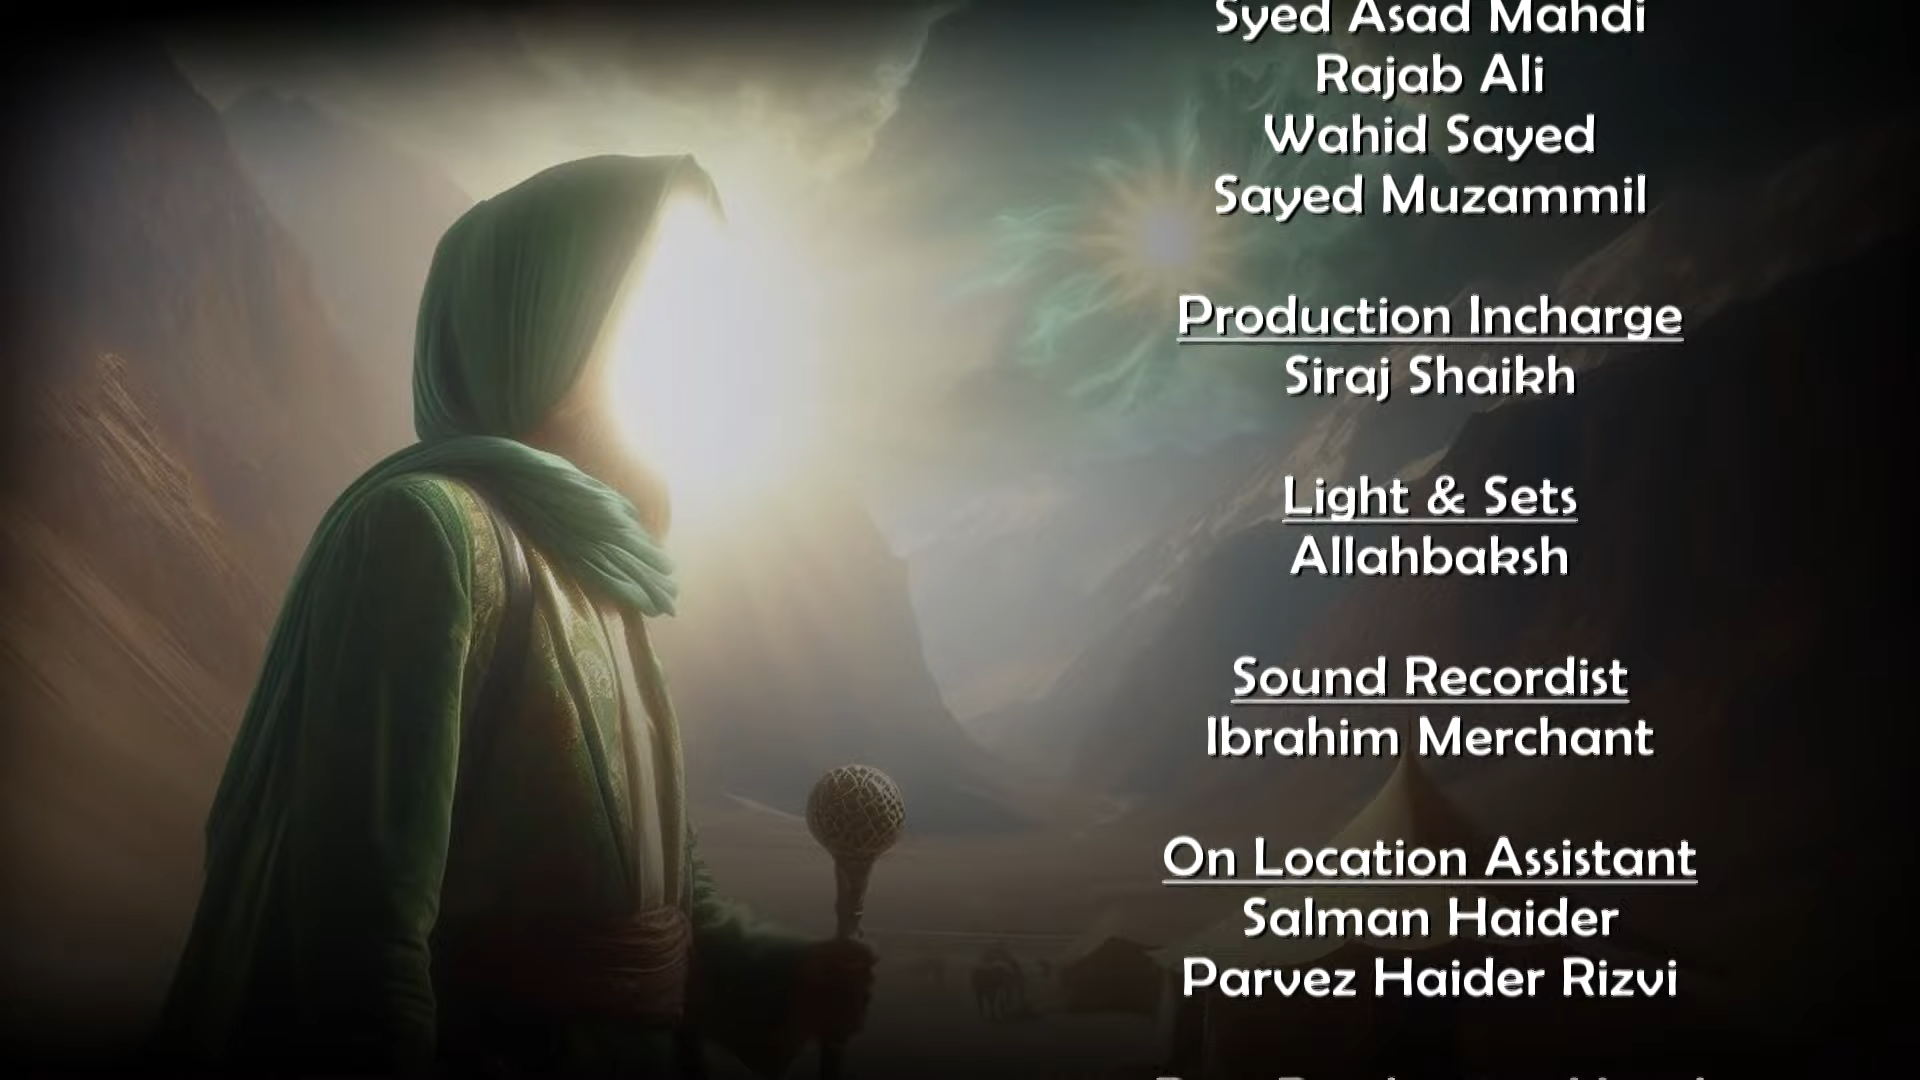 Syed Asad Mahdi
Rajab Ali
Wahid Sayed
Sayed Muzammil
Production Incharge
Siraj Shaikh
Light & Sets
Allahbaksh
Sound Recordist
Ibrahim Merchant
On Location Assistant
Salman Haider
Parvez Haider Rizvi